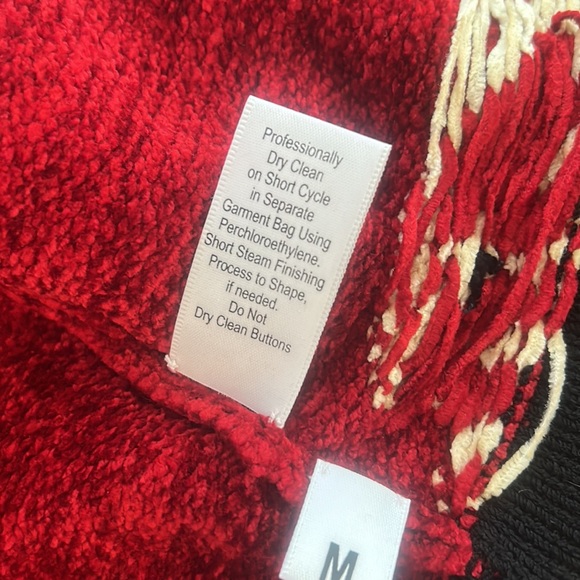 Professionally
Dry Clean
on Short Cycle
in Separate
Garment Bag Using
Perchloroethylene.
Short Steam Finishing
Process to Shape,
if needed.
Do Not
Dry Clean Buttons
M